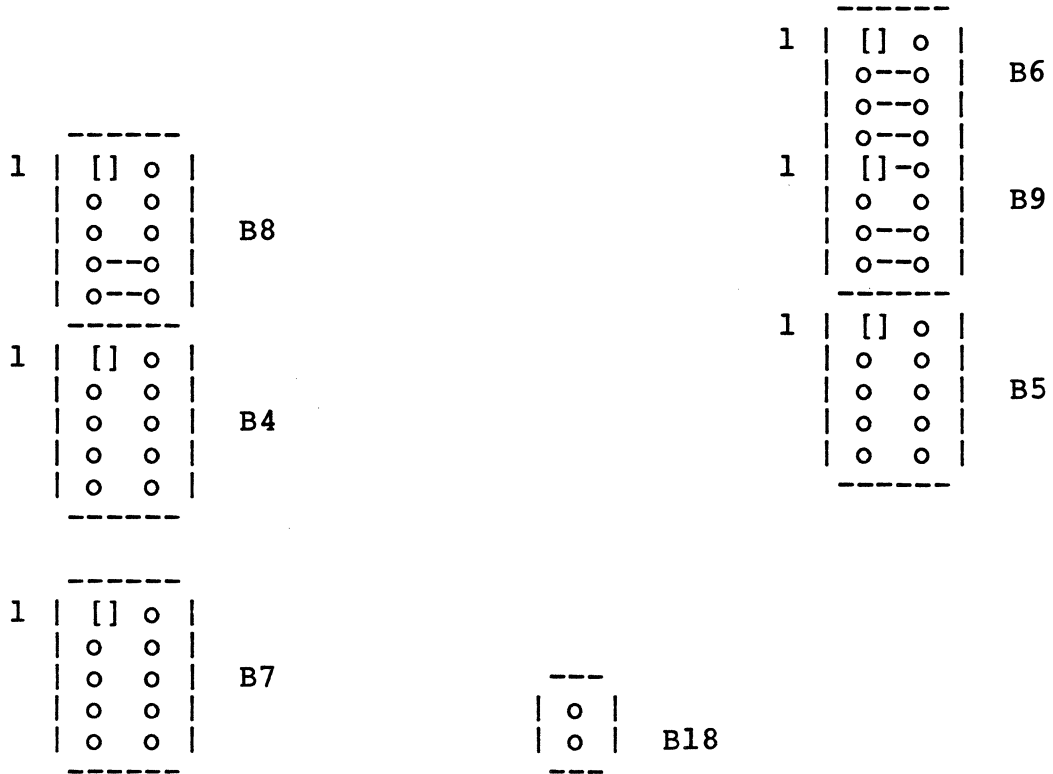 ------
                                                      1  | [] o |
                                                         | o--o |   B6
                                                         | o--o |
     ------                                              | o--o |
1   | [] o |                                          1  | []-o |
    | o  o |                                             | o  o |   B9
    | o  o |   B8                                        | o--o |
    | o--o |                                             | o--o |
    | o--o |                                              ------
     ------                                           1  | [] o |
1   | [] o |                                             | o  o |
    | o  o |                                             | o  o |   B5
    | o  o |   B4                                        | o  o |
    | o  o |                                             | o  o |
    | o  o |                                              ------
     ------

     ------
1   | [] o |
    | o  o |
    | o  o |   B7                    ---
    | o  o |                        | o |
    | o  o |                        | o |   B18
     ------                          ---